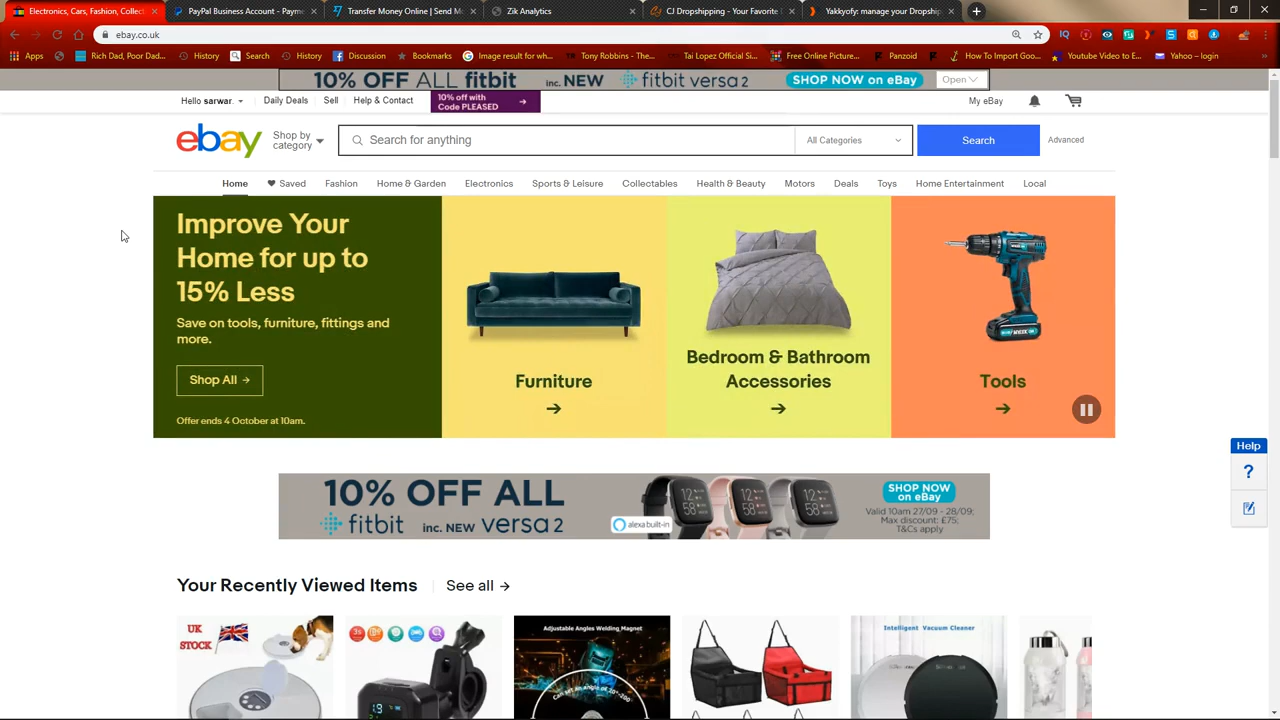 Electronics, Cars, Fashion, Collect
PayPal Business Account - Payme
Transfer Money Online | Send M
Zik Analytics
CJ Dropshipping - Your Favo
Yakkyofy: manage your Dropshi
ebay.co.uk
Apps
Rich Dad, Poor Dad...
History
Search
History
Discussion
Bookmarks
Image result for wh...
Tony Robbins - The...
Tai Lopez Official Si...
Free Online Picture...
Panzoid
How To Import Goo...
Youtube Video to E...
Yahoo – login
10% OFF ALL fitbit inc. NEW fitbit versa 2 SHOP NOW on eBay Open
Hello sarwar.
Daily Deals
Sell
Help & Contact
10% off with
Code PLEASED
My eBay
ebay
Shop by
category
Search for anything
All Categories
Search
Advanced
Home
Saved
Fashion
Home & Garden
Electronics
Sports & Leisure
Collectables
Health & Beauty
Motors
Deals
Toys
Home Entertainment
Local
Improve Your
Home for up to
15% Less
Save on tools, furniture, fittings and
more.
Shop All →
Offer ends 4 October at 10am.
Furniture
Bedroom & Bathroom
Accessories
Tools
Help
?
10% OFF ALL
fitbit inc. NEW versa 2
alexa built-in
SHOP NOW
on eBay
Valid 10am 27/09 - 28/09;
Max discount: £75;
T&Cs apply
Your Recently Viewed Items
See all →
UK
STOCK
Adjustable Angles Welding Magnet
Intelligent Vacuum Cleaner